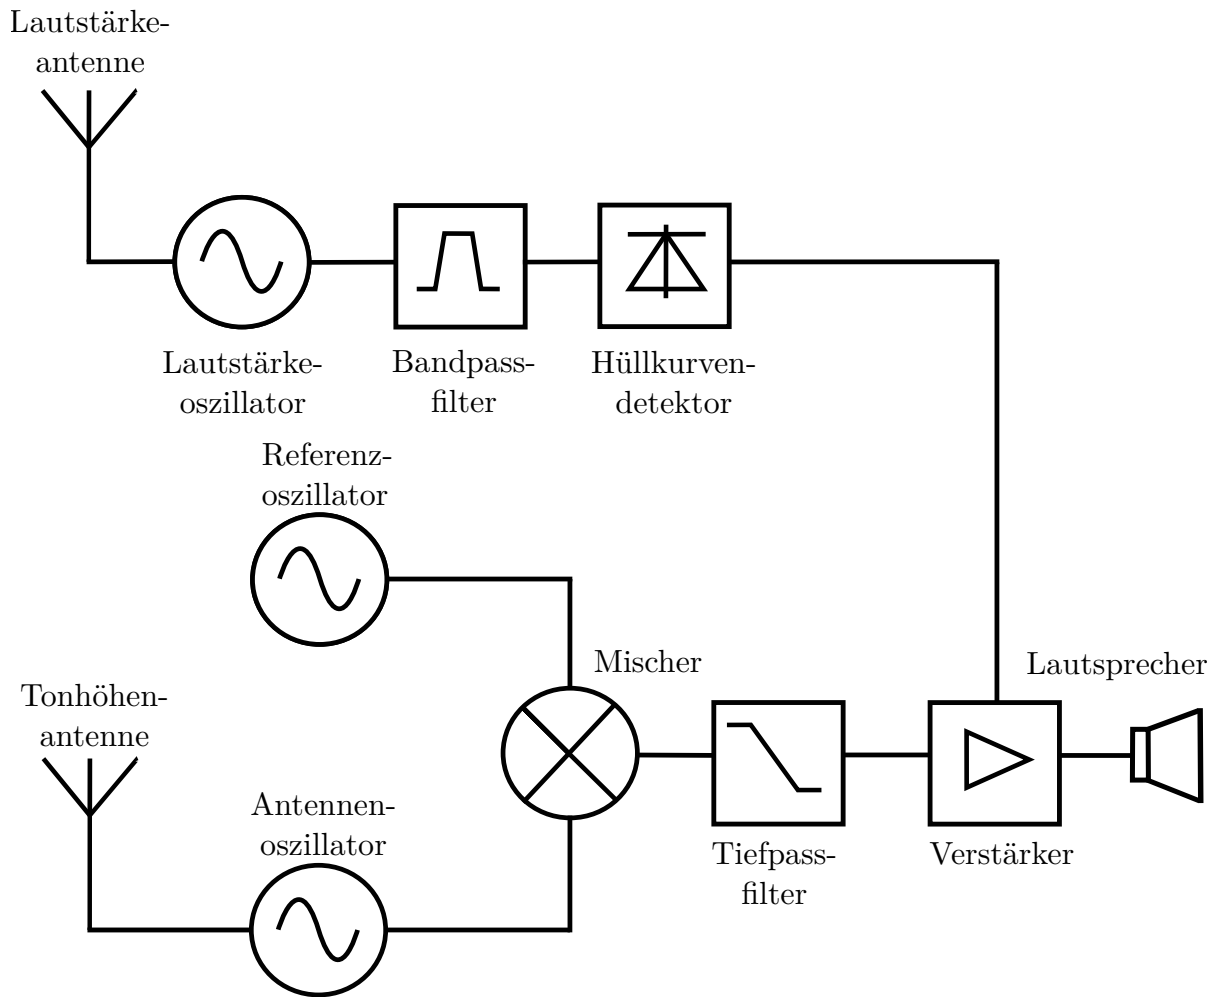 Lautstärke-
antenne
Lautstärke-
oszillator
Bandpass-
filter
Hüllkurven-
detektor
Referenz-
oszillator
Mischer
Lautsprecher
Tonhöhen-
antenne
Antennen-
oszillator
Tiefpass-
filter
Verstärker